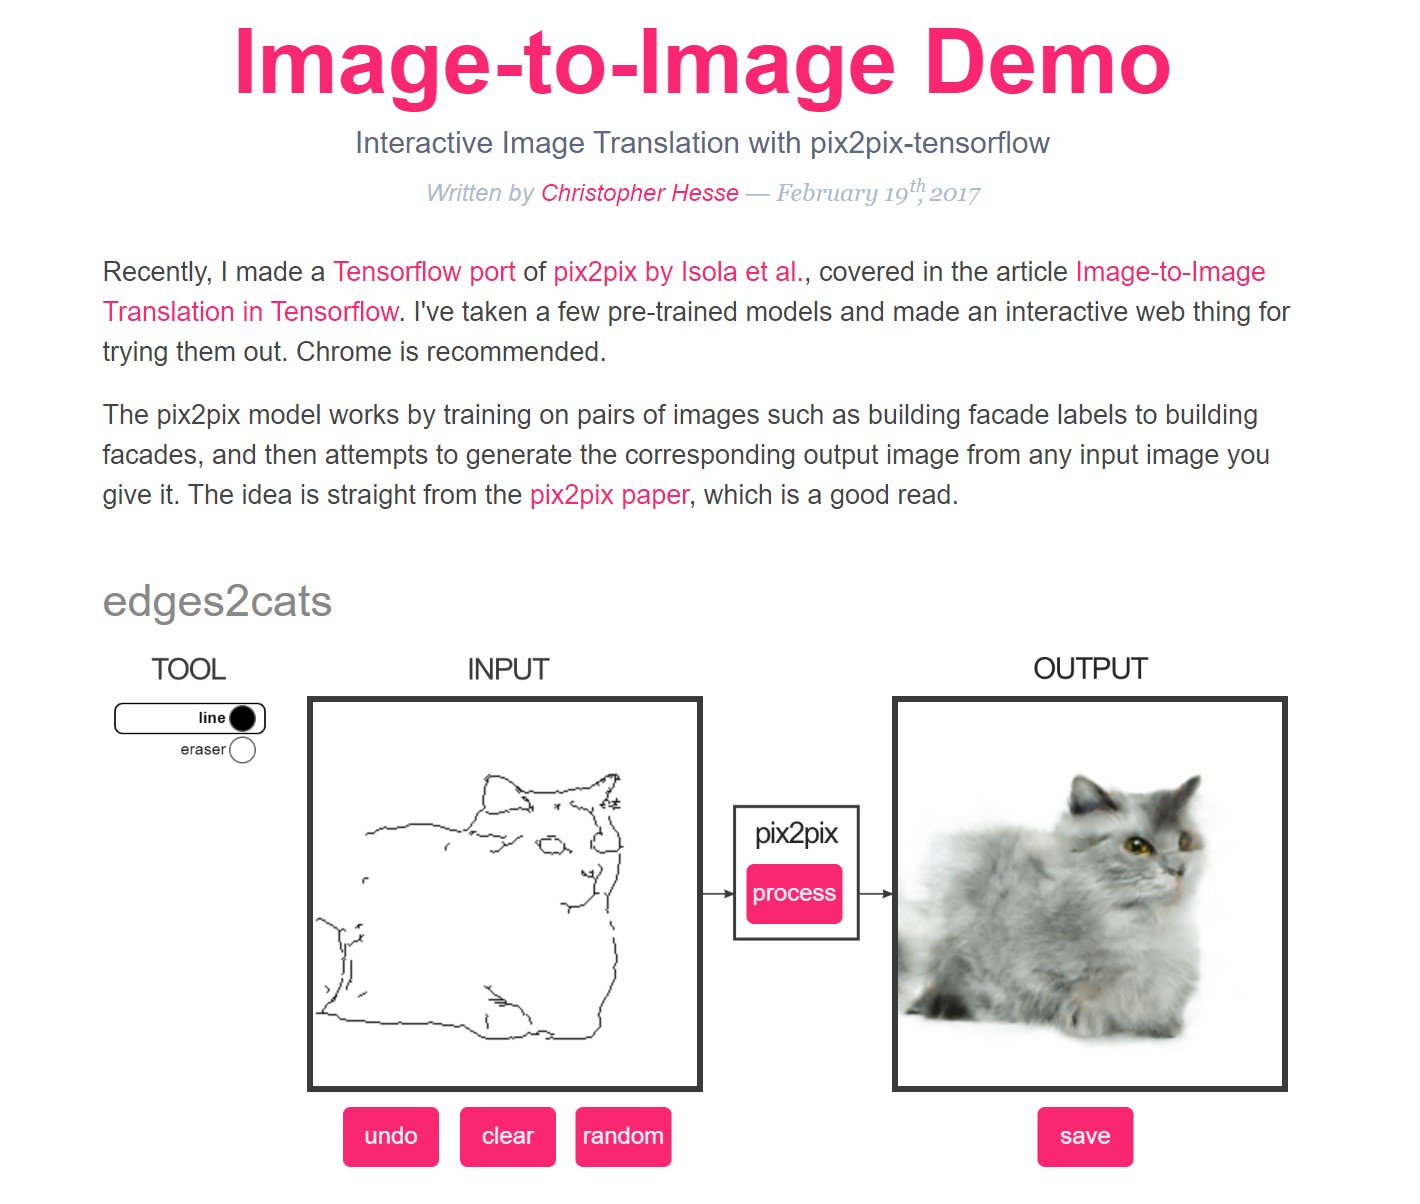 Image-to-Image Demo
Interactive Image Translation with pix2pix-tensorflow
Written by Christopher Hesse — February 19th, 2017
Recently, I made a Tensorflow port of pix2pix by Isola et al., covered in the article Image-to-Image
Translation in Tensorflow. I've taken a few pre-trained models and made an interactive web thing for
trying them out. Chrome is recommended.
The pix2pix model works by training on pairs of images such as building facade labels to building
facades, and then attempts to generate the corresponding output image from any input image you
give it. The idea is straight from the pix2pix paper, which is a good read.
edges2cats
TOOL
line
eraser
INPUT
pix2pix
process
OUTPUT
undo
clear
random
save